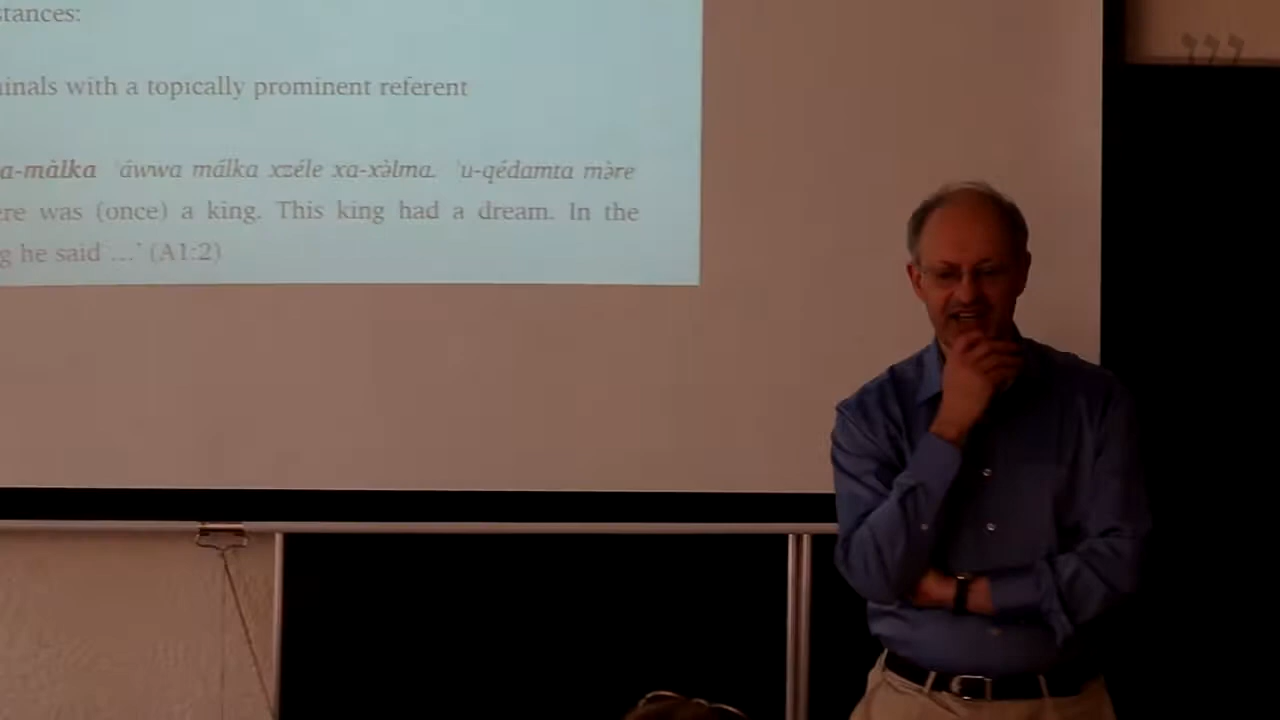 stances:
inals with a topically prominent referent
a-màlka ʾáwwa málka xzéle xa-xə̀lma. ʾu-qédamta mə̀re
ere was (once) a king. This king had a dream. In the
g he said …’ (A1:2)